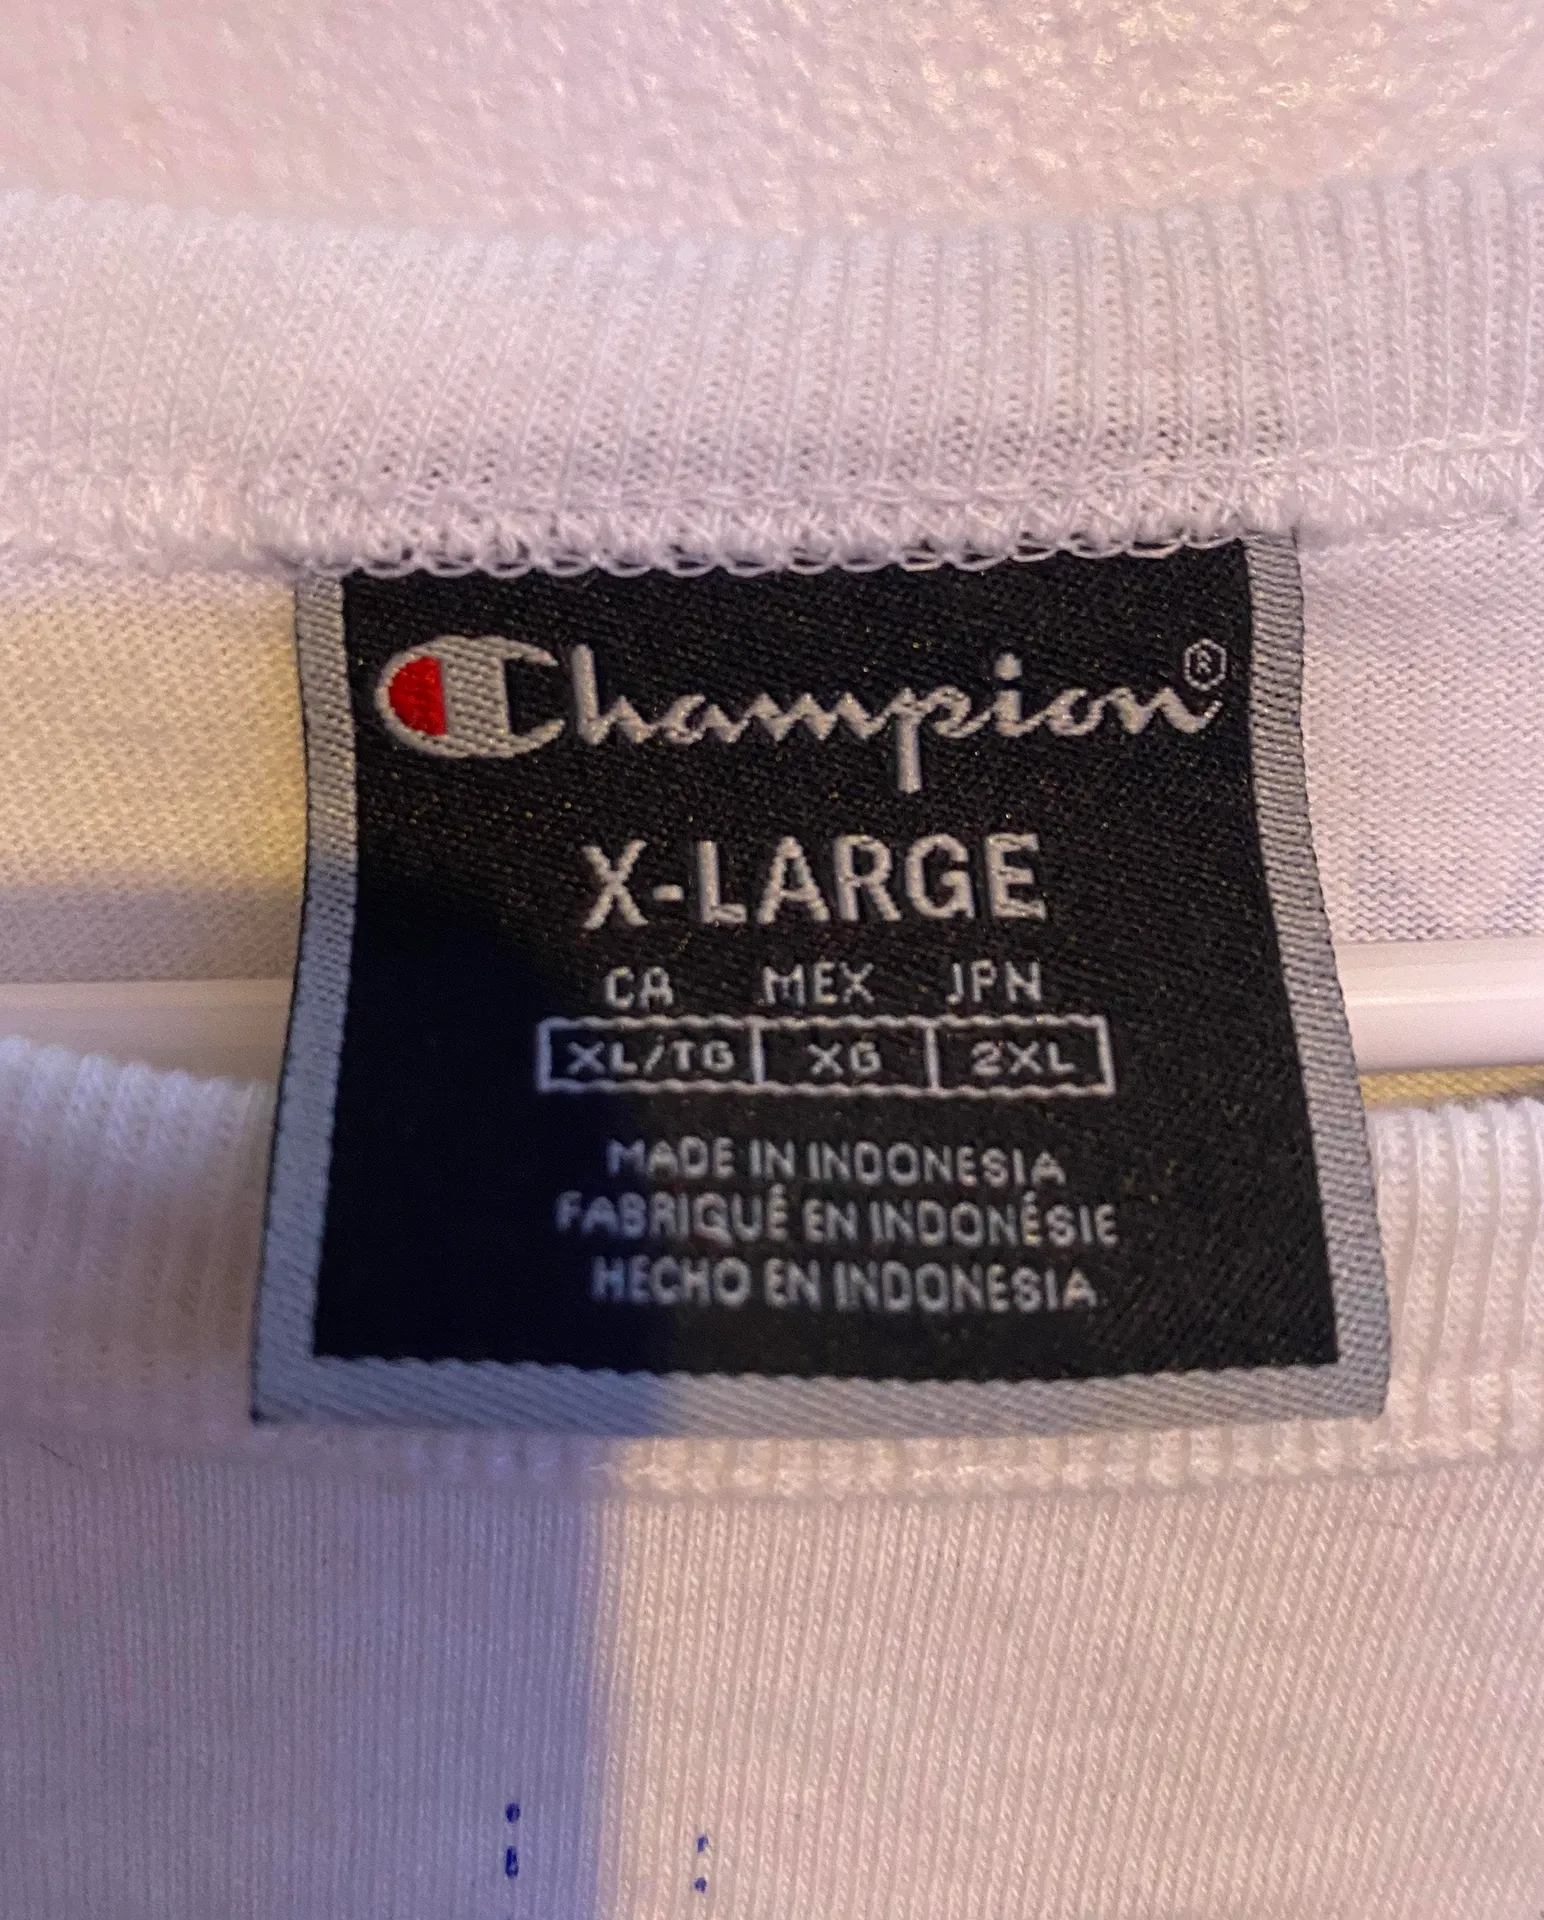 Champion®
X-LARGE
CA MEX JPN
XL/TG XG 2XL
MADE IN INDONESIA
FABRIQUÉ EN INDONÉSIE
HECHO EN INDONESIA